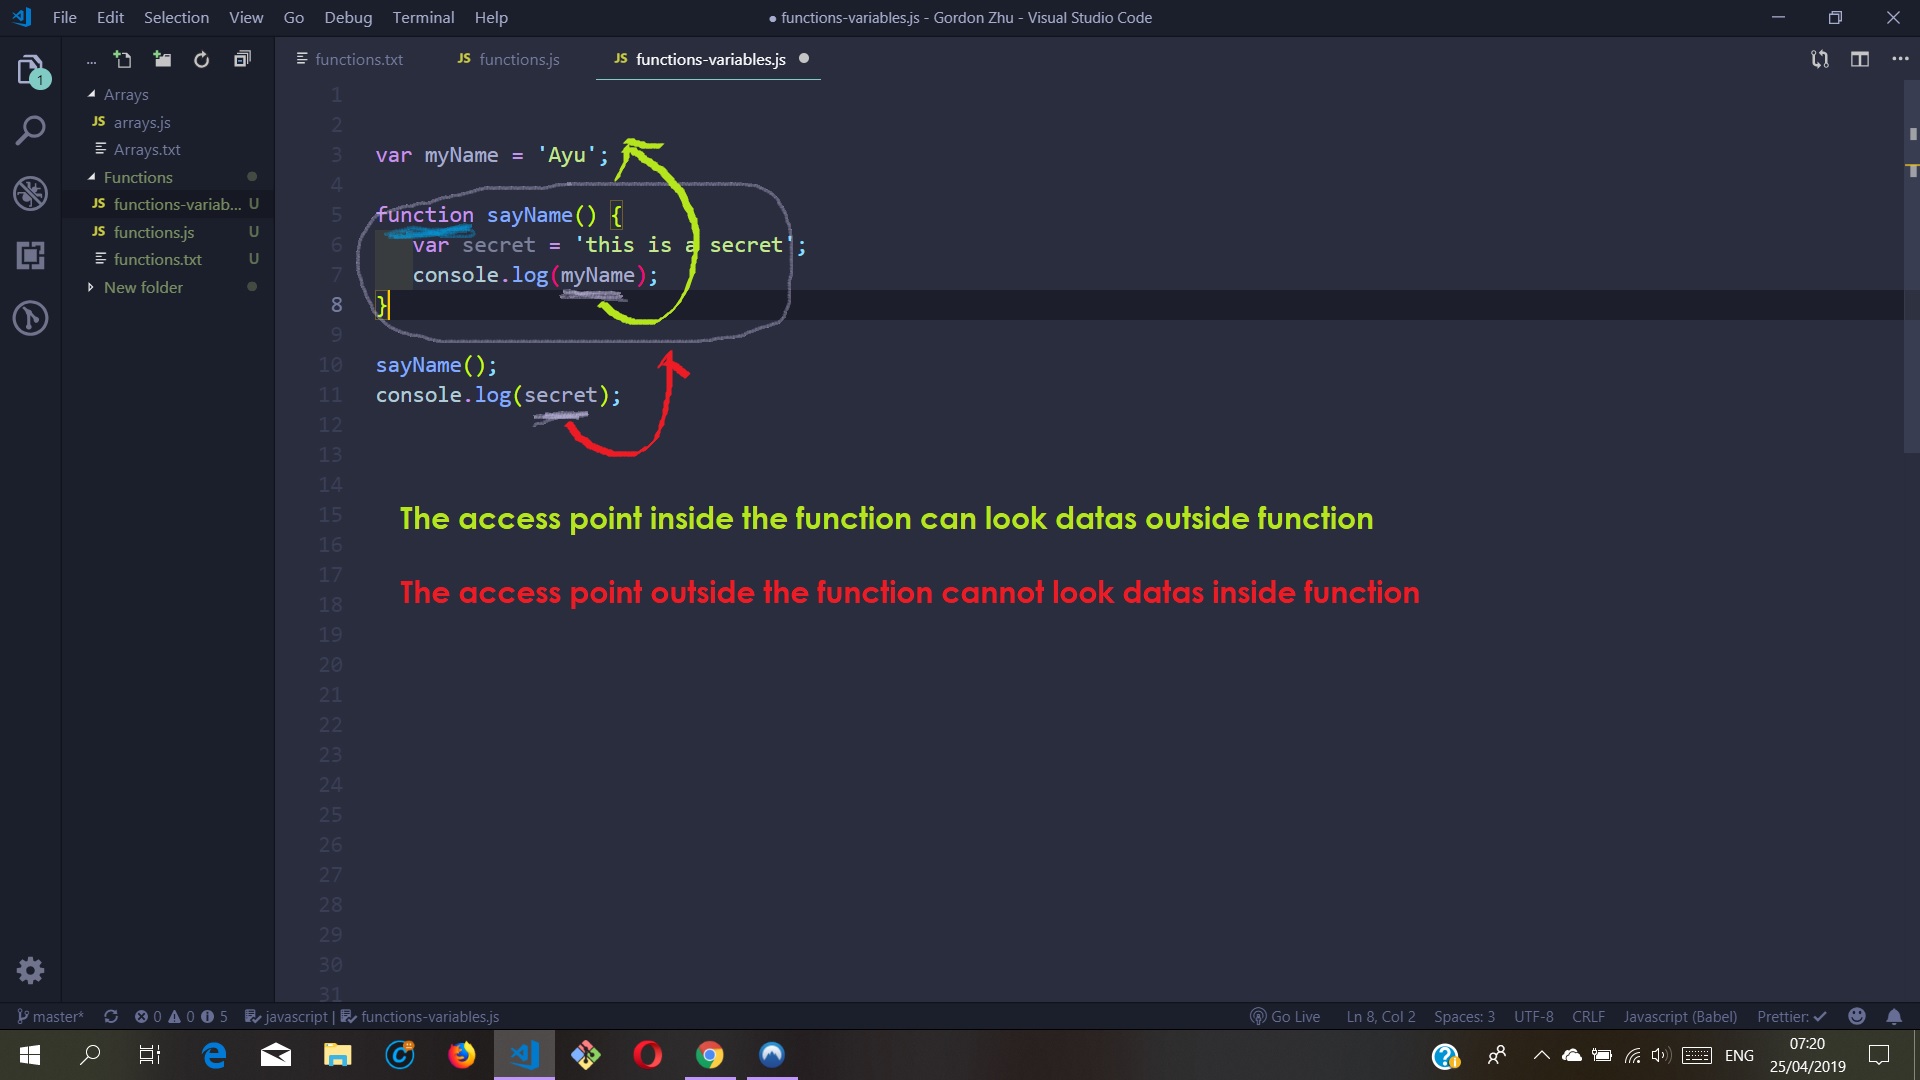 File Edit Selection View Go Debug Terminal Help
● functions-variables.js - Gordon Zhu - Visual Studio Code
1
...
functions.txt
JS functions.js
JS functions-variables.js
Arrays
JS arrays.js
Arrays.txt
Functions
JS functions-variab... U
JS functions.js U
functions.txt U
New folder
1
2
3 var myName = 'Ayu';
4
5 function sayName() {
6 var secret = 'this is a secret';
7 console.log(myName);
8 }
9
10 sayName();
11 console.log(secret);
12
13
14
15
16
17
18
19
20
21
22
23
24
25
26
27
28
29
30
31
The access point inside the function can look datas outside function
The access point outside the function cannot look datas inside function
master* 0 0 5 javascript | functions-variables.js
Go Live Ln 8, Col 2 Spaces: 3 UTF-8 CRLF Javascript (Babel) Prettier: ✓
ENG
07:20
25/04/2019